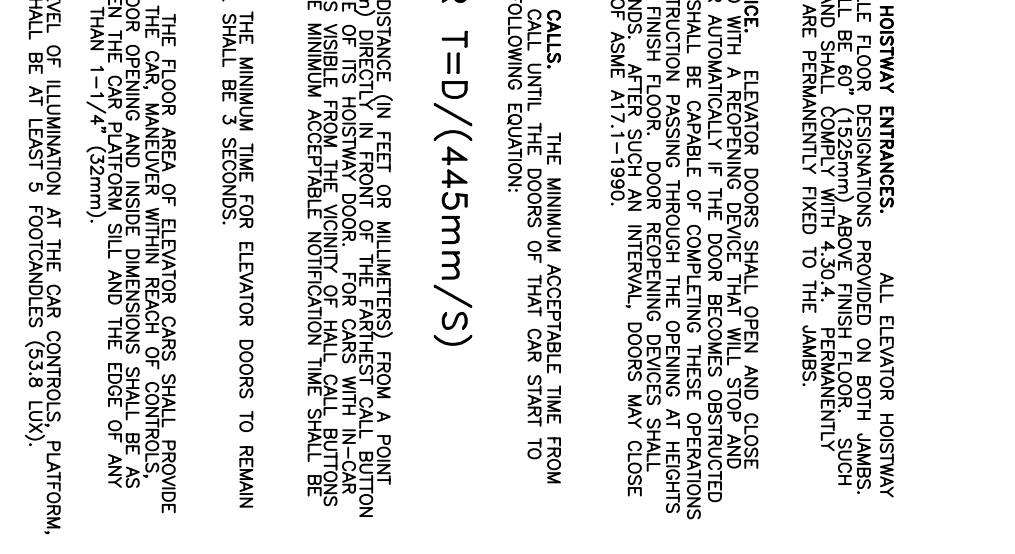 HOISTWAY ENTRANCES. ALL ELEVATOR HOISTWAY
FLOOR DESIGNATIONS PROVIDED ON BOTH JAMBS.
BE 60" (1525mm) ABOVE FINISH FLOOR. SUCH
AND SHALL COMPLY WITH 4.30.4. PERMANENTLY
ARE PERMANENTLY FIXED TO THE JAMBS.
ELEVATOR DOORS SHALL OPEN AND CLOSE
WITH A REOPENING DEVICE THAT WILL STOP AND
AUTOMATICALLY IF THE DOOR BECOMES OBSTRUCTED
SHALL BE CAPABLE OF COMPLETING THESE OPERATIONS
TRUCTION PASSING THROUGH THE OPENING AT HEIGHTS
FINISH FLOOR. DOOR REOPENING DEVICES SHALL
NDS. AFTER SUCH AN INTERVAL, DOORS MAY CLOSE
OF ASME A17.1-1990.
CALLS. THE MINIMUM ACCEPTABLE TIME FROM
CALL UNTIL THE DOORS OF THAT CAR START TO
FOLLOWING EQUATION:
R T=D/(445mm/S)
DISTANCE (IN FEET OR MILLIMETERS) FROM A POINT
DIRECTLY IN FRONT OF THE FARTHEST CALL BUTTON
OF ITS HOISTWAY DOOR. FOR CARS WITH IN-CAR
S VISIBLE FROM THE VICINITY OF HALL CALL BUTTONS
E MINIMUM ACCEPTABLE NOTIFICATION TIME SHALL BE
THE MINIMUM TIME FOR ELEVATOR DOORS TO REMAIN
SHALL BE 3 SECONDS.
THE FLOOR AREA OF ELEVATOR CARS SHALL PROVIDE
THE CAR, MANEUVER WITHIN REACH OF CONTROLS,
OOR OPENING AND INSIDE DIMENSIONS SHALL BE AS
EN THE CAR PLATFORM SILL AND THE EDGE OF ANY
THAN 1-1/4" (32mm).
EVEL OF ILLUMINATION AT THE CAR CONTROLS, PLATFORM,
HALL BE AT LEAST 5 FOOTCANDLES (53.8 LUX).